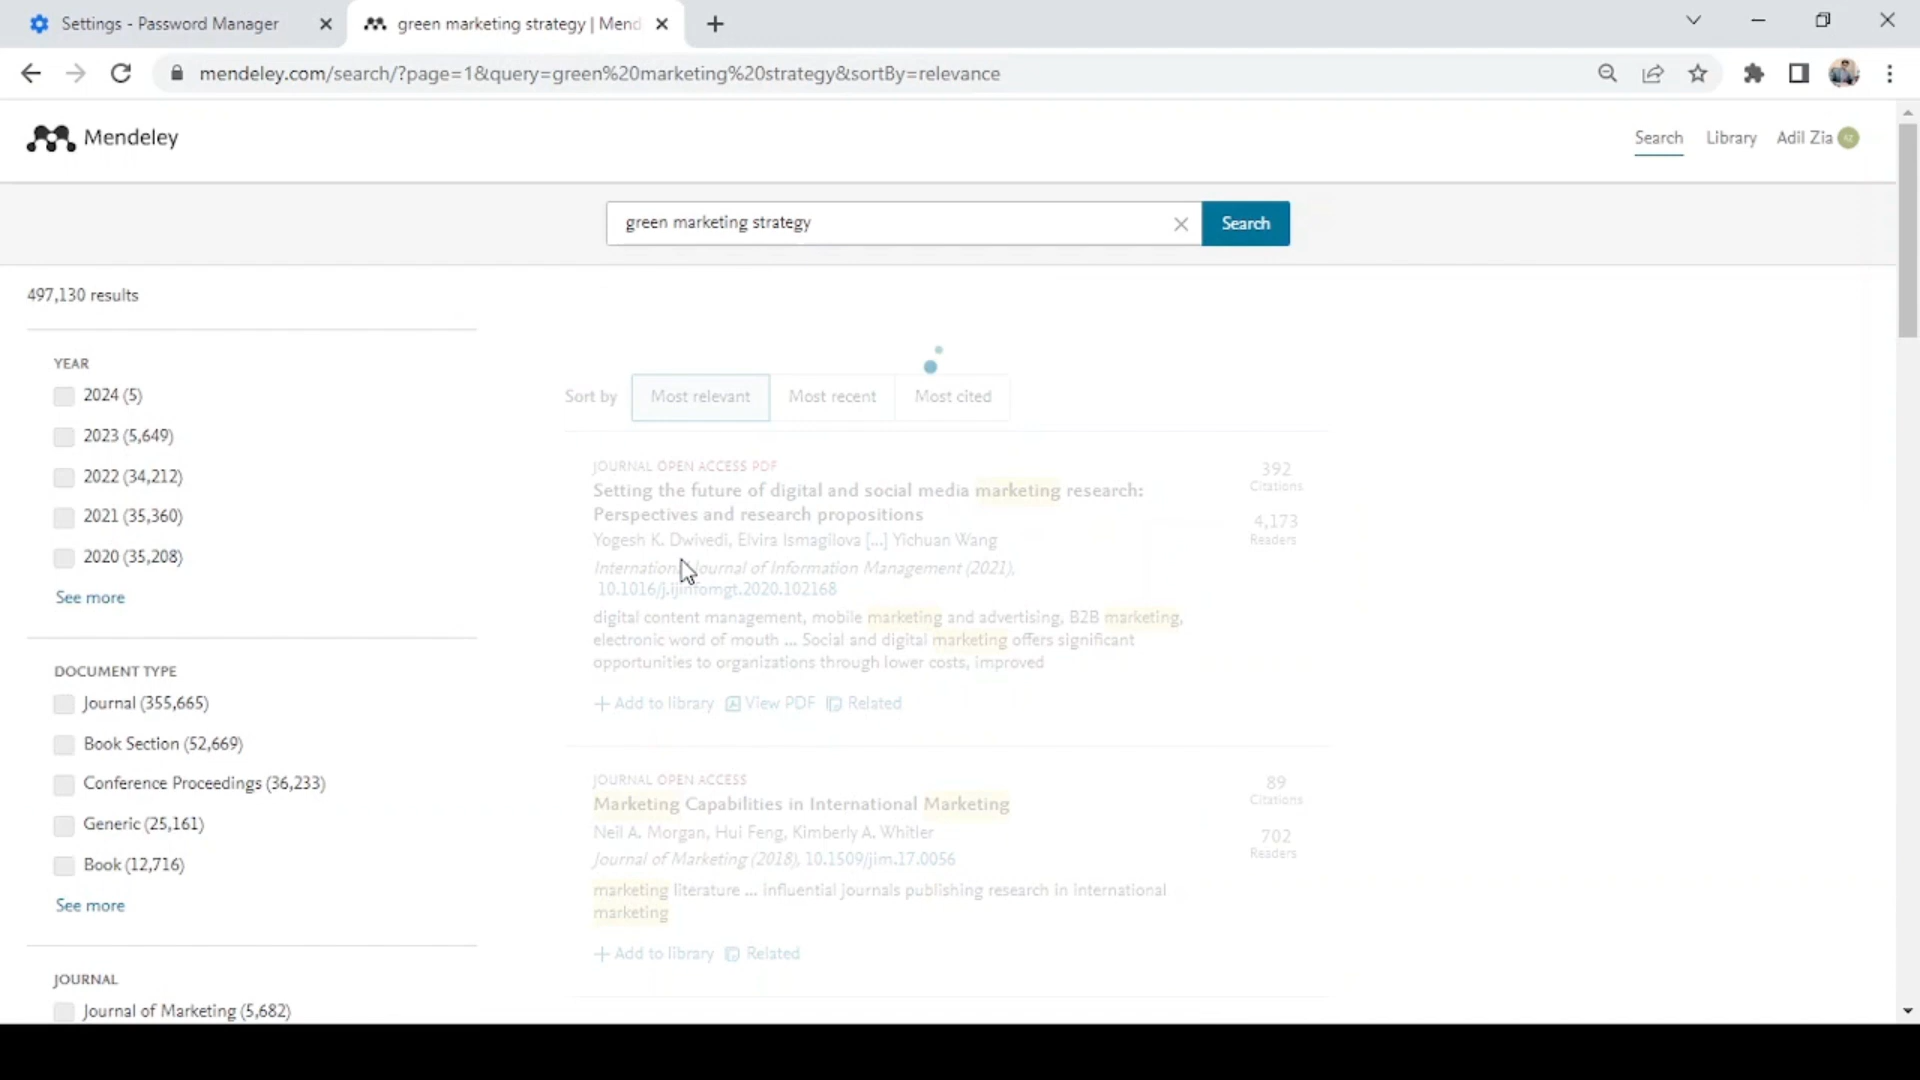 Settings - Password Manager
green marketing strategy | Mend
mendeley.com/search/?page=1&query=green%20marketing%20strategy&sortBy=relevance
Mendeley
Search
Library
Adil Zia
green marketing strategy
Search
497,130 results
YEAR
2024 (5)
2023 (5,649)
2022 (34,212)
2021 (35,360)
2020 (35,208)
See more
DOCUMENT TYPE
Journal (355,665)
Book Section (52,669)
Conference Proceedings (36,233)
Generic (25,161)
Book (12,716)
See more
JOURNAL
Journal of Marketing (5,682)
Sort by
Most relevant
Most recent
Most cited
JOURNAL OPEN ACCESS PDF
Setting the future of digital and social media marketing research:
Perspectives and research propositions
Yogesh K. Dwivedi, Elvira Ismagilova [...] Yichuan Wang
International Journal of Information Management (2021),
10.1016/j.ijinfomgt.2020.102168
digital content management, mobile marketing and advertising, B2B marketing,
electronic word of mouth ... Social and digital marketing offers significant
opportunities to organizations through lower costs, improved
Add to library
View PDF
Related
392
Citations
4,173
Readers
JOURNAL OPEN ACCESS
Marketing Capabilities in International Marketing
Neil A. Morgan, Hui Feng, Kimberly A. Whitler
Journal of Marketing (2018), 10.1509/jim.17.0056
marketing literature ... influential journals publishing research in international
marketing
Add to library
Related
89
Citations
702
Readers